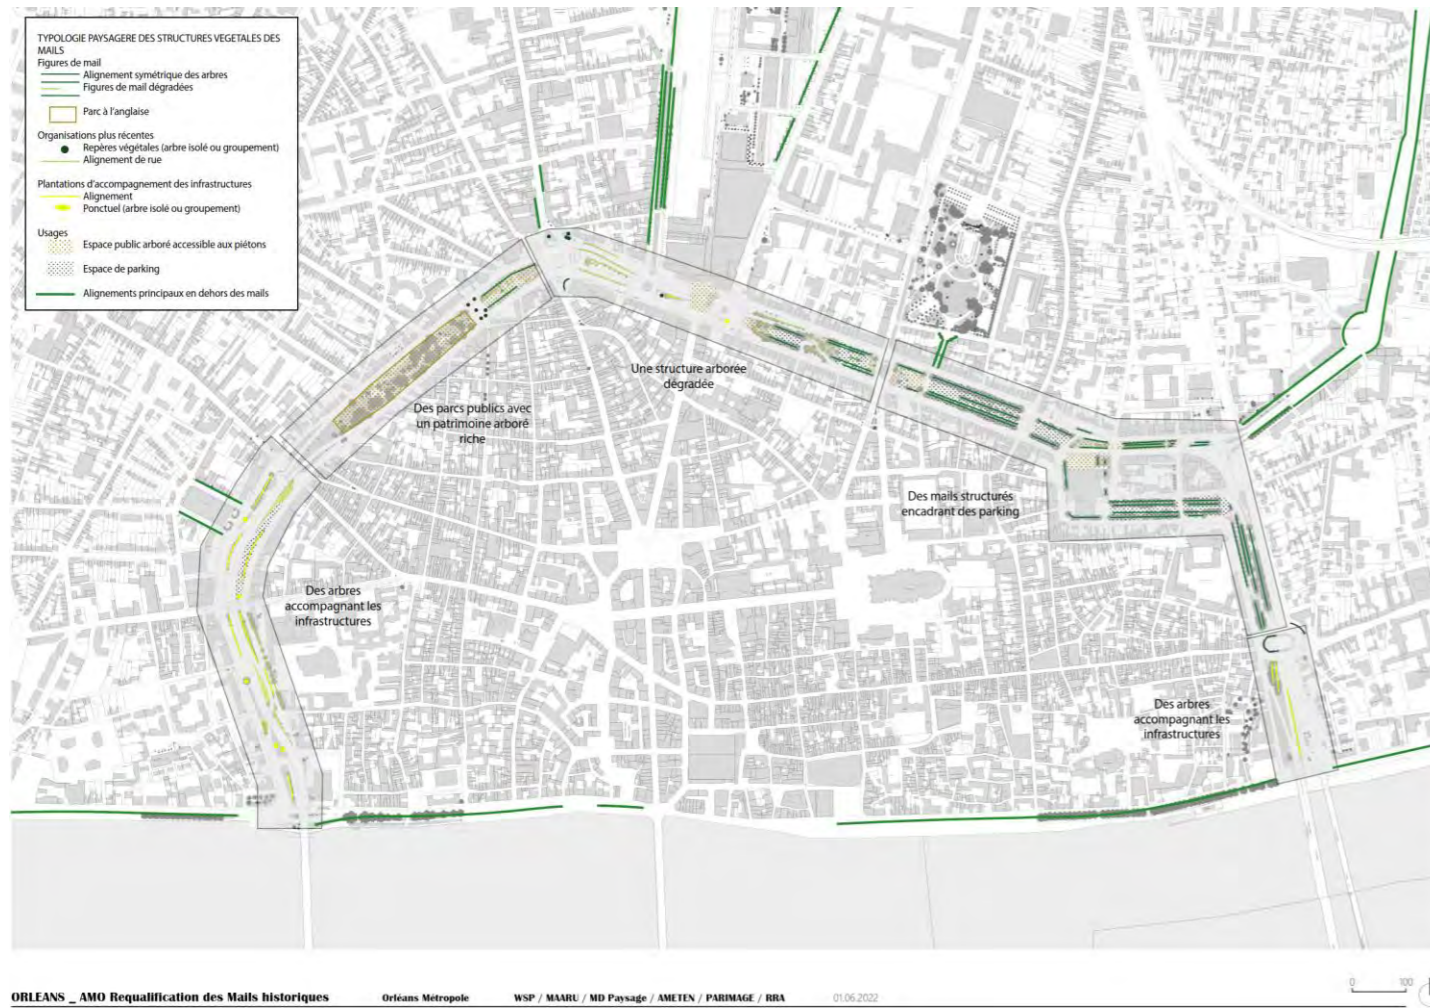 TYPOLOGIE PAYSAGERE DES STRUCTURES VEGETALES DES
MAILS
Figures de mail
Alignement symétrique des arbres
Figures de mail dégradées
Parc à l'anglaise
Organisations plus récentes
Repères végétales (arbre isolé ou groupement)
Alignement de rue
Plantations d'accompagnement des infrastructures
Alignement
Ponctuel (arbre isolé ou groupement)
Usages
Espace public arboré accessible aux piétons
Espace de parking
Alignements principaux en dehors des mails
Une structure arborée
dégradée
Des parcs publics avec
un patrimoine arboré
riche
Des mails structurés
encadrant des parking
Des arbres
accompagnant les
infrastructures
Des arbres
accompagnant les
infrastructures
0 100
ORLEANS _ AMO Requalification des Mails historiques
Orléans Métropole
WSP / MAARU / MD Paysage / AMETEN / PARIMAGE / RRA
01.06.2022